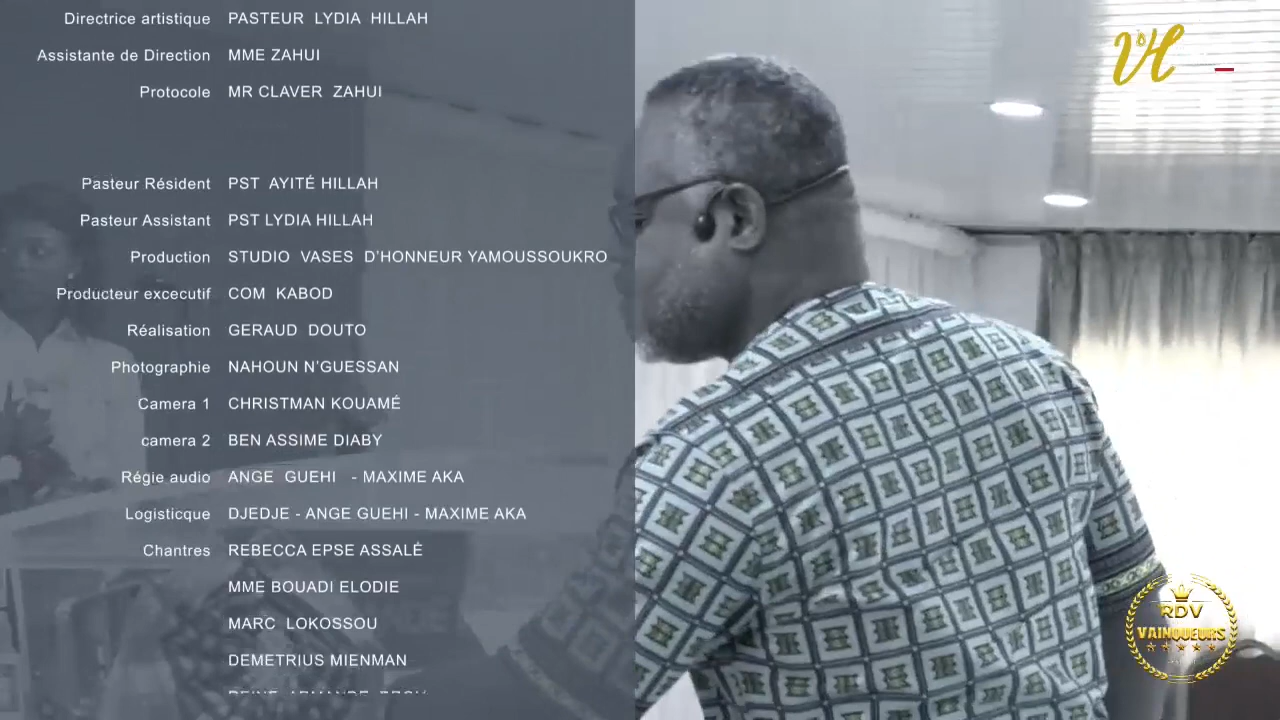 Directrice artistique PASTEUR LYDIA HILLAH
Assistante de Direction MME ZAHUI
Protocole MR CLAVER ZAHUI
Pasteur Résident PST AYITÉ HILLAH
Pasteur Assistant PST LYDIA HILLAH
Production STUDIO VASES D'HONNEUR YAMOUSSOUKRO
Producteur excecutif COM KABOD
Réalisation GERAUD DOUTO
Photographie NAHOUN N'GUESSAN
Camera 1 CHRISTMAN KOUAMÉ
camera 2 BEN ASSIME DIABY
Régie audio ANGE GUEHI - MAXIME AKA
Logisticque DJEDJE - ANGE GUEHI - MAXIME AKA
Chantres REBECCA EPSE ASSALÉ
MME BOUADI ELODIE
MARC LOKOSSOU
DEMETRIUS MIENMAN
VH
RDV
VAINQUEURS